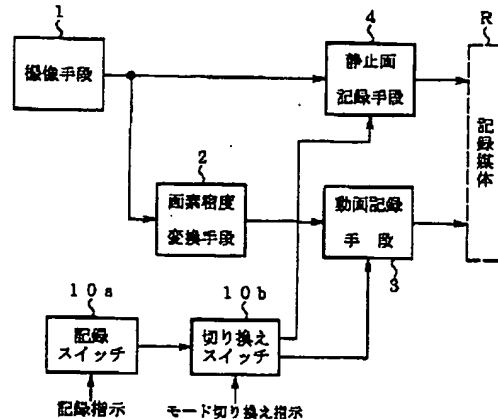 1
撮像手段
4
静止画
記録手段
R
記録媒体
2
画素密度
変換手段
動画記録
手段
3
10a
記録
スイッチ
10b
切り換え
スイッチ
記録指示
モード切り換え指示